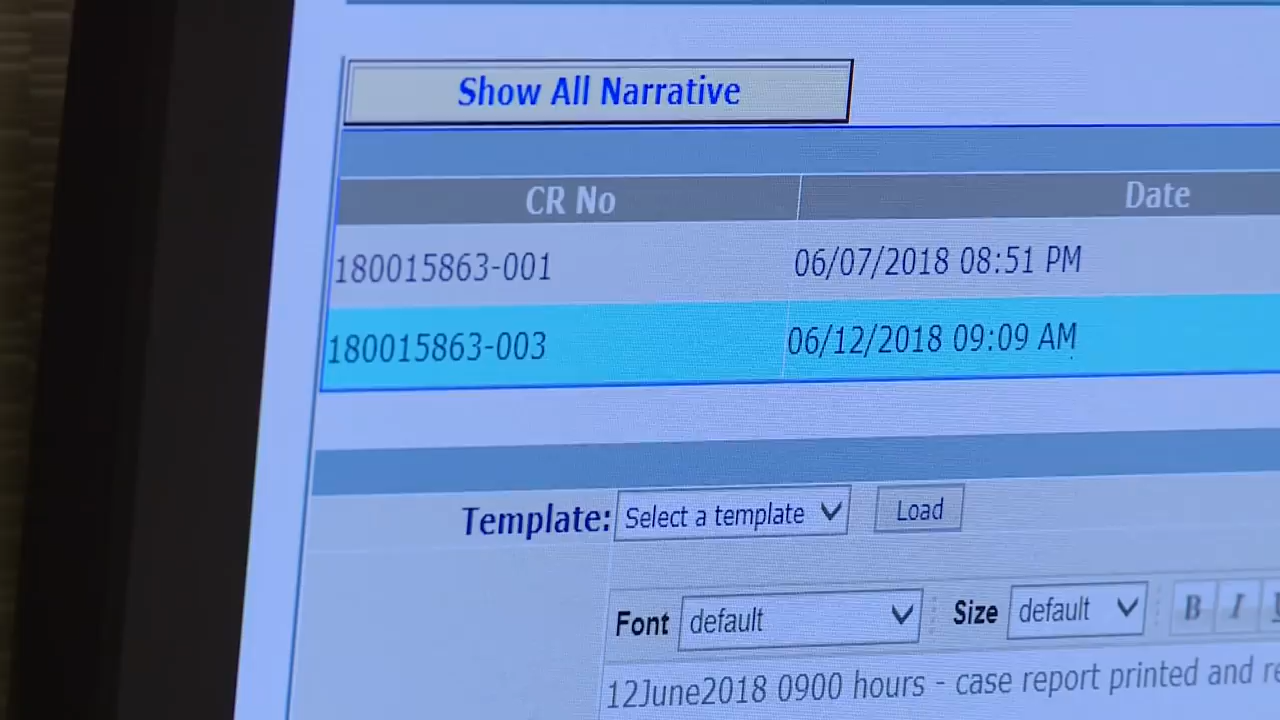 Show All Narrative
CR No Date
180015863-001 06/07/2018 08:51 PM
180015863-003 06/12/2018 09:09 AM
Template: Select a template Load
Font default Size default B I
12June2018 0900 hours - case report printed and